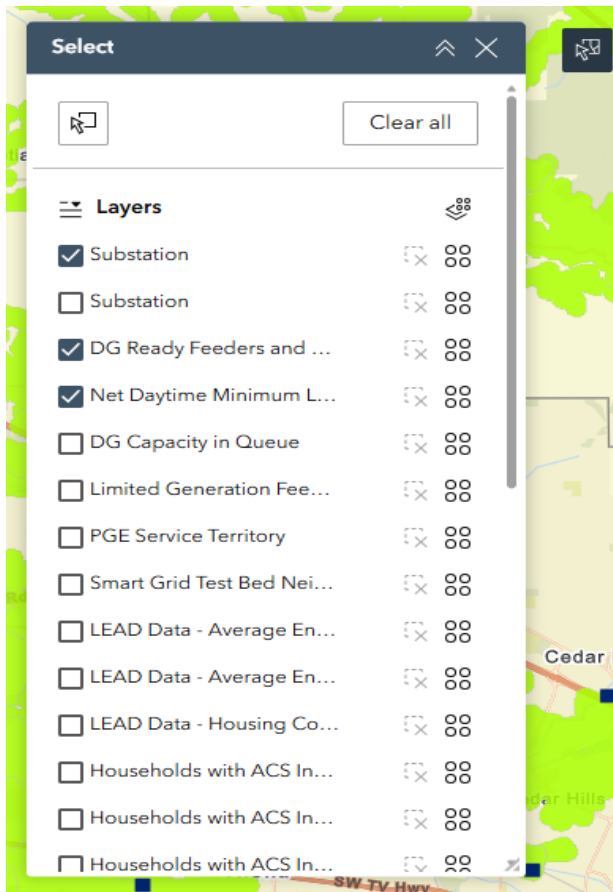 Select
Clear all
Layers
Substation
Substation
DG Ready Feeders and ...
Net Daytime Minimum L...
DG Capacity in Queue
Limited Generation Fee...
PGE Service Territory
Smart Grid Test Bed Nei...
LEAD Data - Average En...
LEAD Data - Average En...
LEAD Data - Housing Co...
Households with ACS In...
Households with ACS In...
Households with ACS In...
Cedar
dar Hills
SW TV Hwy